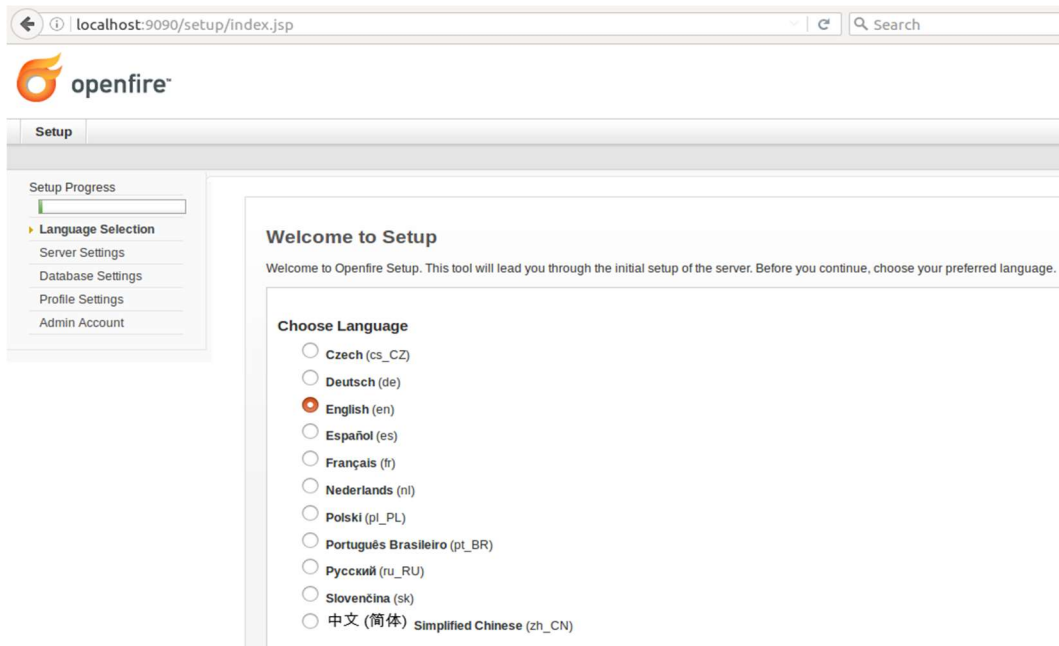 localhost:9090/setup/index.jsp
Search
openfire™
Setup
Setup Progress
Language Selection
Server Settings
Database Settings
Profile Settings
Admin Account
Welcome to Setup
Welcome to Openfire Setup. This tool will lead you through the initial setup of the server. Before you continue, choose your preferred language.
Choose Language
Czech (cs_CZ)
Deutsch (de)
English (en)
Español (es)
Français (fr)
Nederlands (nl)
Polski (pl_PL)
Português Brasileiro (pt_BR)
Русский (ru_RU)
Slovenčina (sk)
中文 (简体) Simplified Chinese (zh_CN)